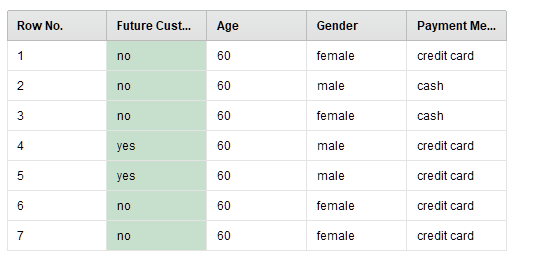 Row No. Future Cust... Age Gender Payment Me...
1 no 60 female credit card
2 no 60 male cash
3 no 60 female cash
4 yes 60 male credit card
5 yes 60 male credit card
6 no 60 female credit card
7 no 60 female credit card